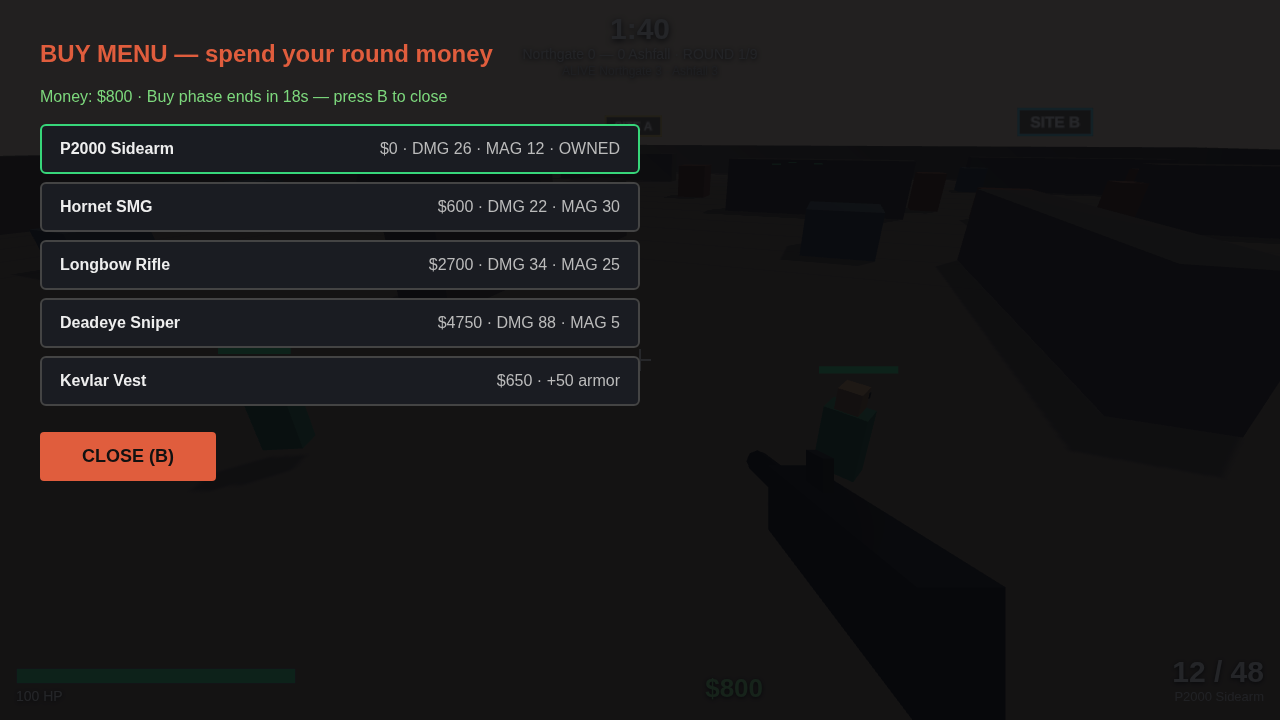 1:40
BUY MENU — spend your round money
Money: $800 · Buy phase ends in 18s — press B to close
A
SITE B
P2000 Sidearm $0 · DMG 26 · MAG 12 · OWNED
Hornet SMG $600 · DMG 22 · MAG 30
Longbow Rifle $2700 · DMG 34 · MAG 25
Deadeye Sniper $4750 · DMG 88 · MAG 5
Kevlar Vest $650 · +50 armor
CLOSE (B)
100 HP
$800
12 / 48
P2000 Sidearm